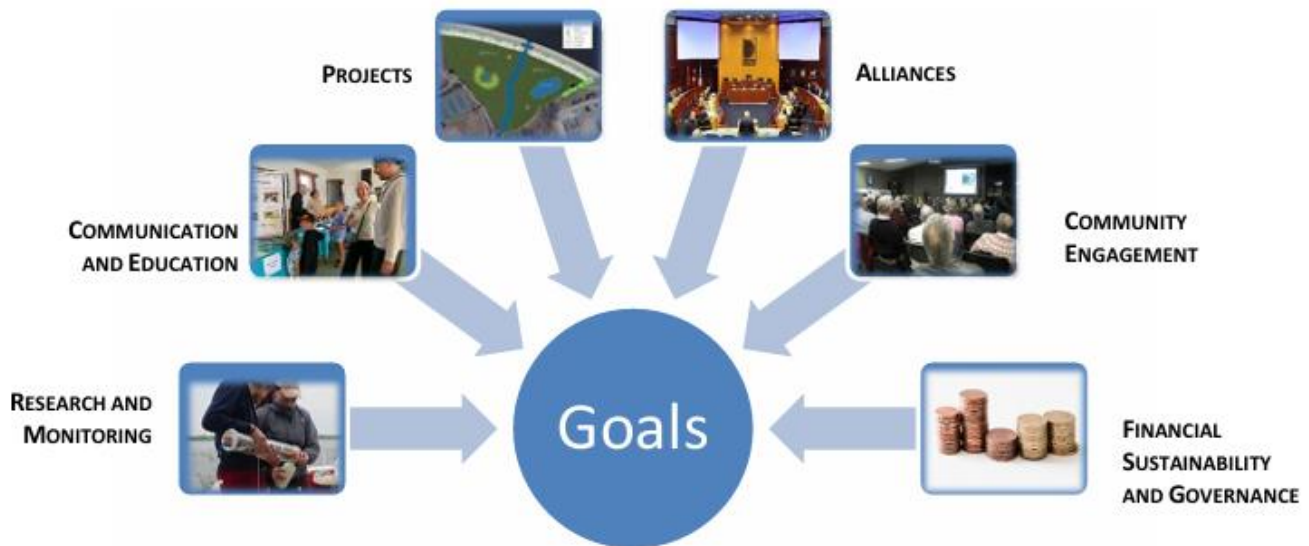 PROJECTS
ALLIANCES
COMMUNICATION
AND EDUCATION
COMMUNITY
ENGAGEMENT
RESEARCH AND
MONITORING
Goals
FINANCIAL
SUSTAINABILITY
AND GOVERNANCE